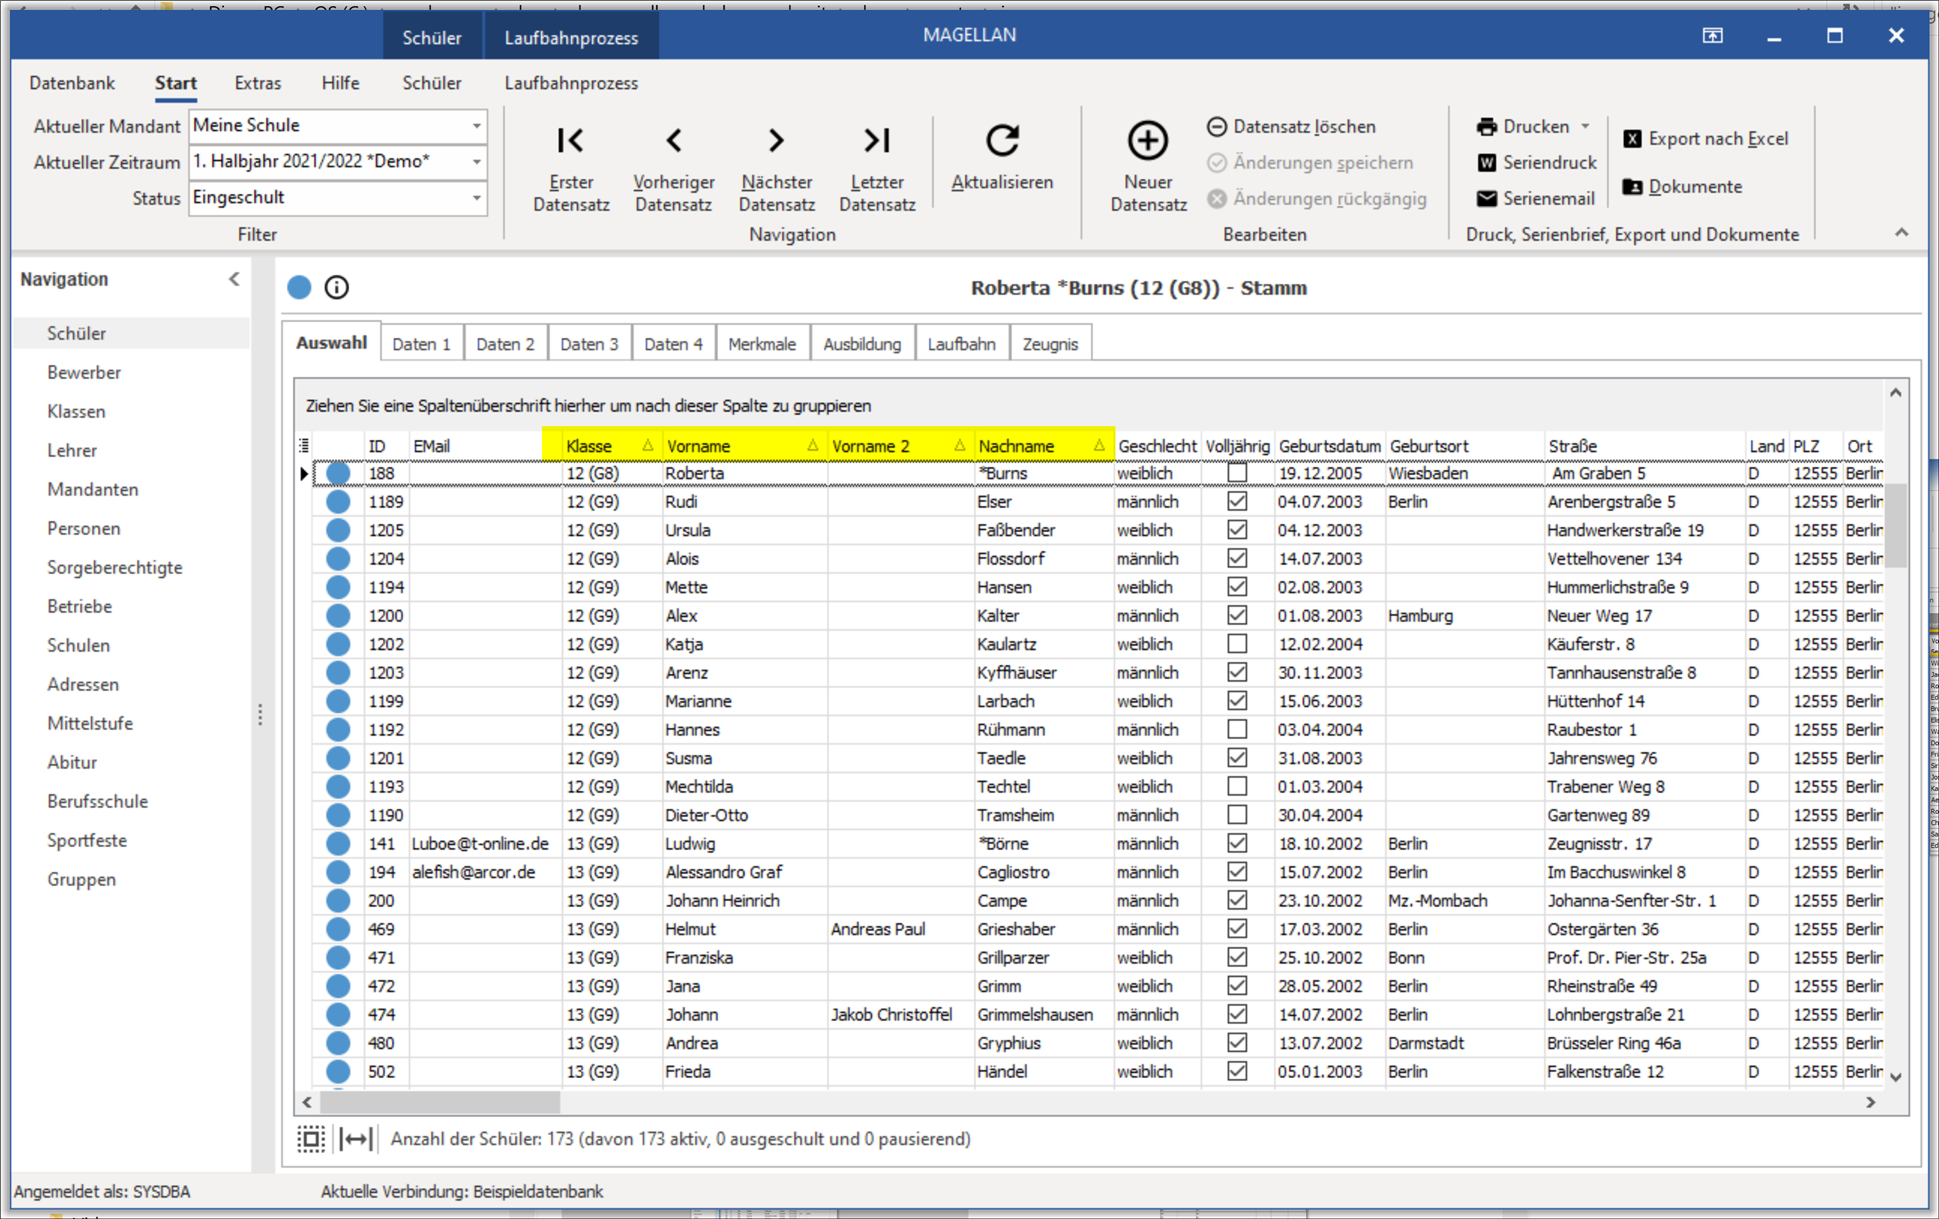 Schüler Laufbahnprozess MAGELLAN
Datenbank Start Extras Hilfe Schüler Laufbahnprozess
Aktueller Mandant Meine Schule
Aktueller Zeitraum 1. Halbjahr 2021/2022 *Demo*
Status Eingeschult
Filter
Erster Datensatz
Vorheriger Datensatz
Nächster Datensatz
Letzter Datensatz
Aktualisieren
Navigation
Neuer Datensatz
Datensatz löschen
Änderungen speichern
Änderungen rückgängig
Bearbeiten
Drucken
Seriendruck
Serienemail
Export nach Excel
Dokumente
Druck, Serienbrief, Export und Dokumente
Navigation
Schüler
Bewerber
Klassen
Lehrer
Mandanten
Personen
Sorgeberechtigte
Betriebe
Schulen
Adressen
Mittelstufe
Abitur
Berufsschule
Sportfeste
Gruppen
Roberta *Burns (12 (G8)) - Stamm
Auswahl Daten 1 Daten 2 Daten 3 Daten 4 Merkmale Ausbildung Laufbahn Zeugnis
Ziehen Sie eine Spaltenüberschrift hierher um nach dieser Spalte zu gruppieren
ID EMail Klasse Vorname Vorname 2 Nachname Geschlecht Volljährig Geburtsdatum Geburtsort Straße Land PLZ Ort
188 12 (G8) Roberta *Burns weiblich 19.12.2005 Wiesbaden Am Graben 5 D 12555 Berlin
1189 12 (G9) Rudi Elser männlich 04.07.2003 Berlin Arenbergstraße 5 D 12555 Berlin
1205 12 (G9) Ursula Faßbender weiblich 04.12.2003 Handwerkerstraße 19 D 12555 Berlin
1204 12 (G9) Alois Flossdorf männlich 14.07.2003 Vettelhovener 134 D 12555 Berlin
1194 12 (G9) Mette Hansen weiblich 02.08.2003 Hummerlichstraße 9 D 12555 Berlin
1200 12 (G9) Alex Kalter männlich 01.08.2003 Hamburg Neuer Weg 17 D 12555 Berlin
1202 12 (G9) Katja Kaulartz weiblich 12.02.2004 Käuferstr. 8 D 12555 Berlin
1203 12 (G9) Arenz Kyffhäuser männlich 30.11.2003 Tannhausenstraße 8 D 12555 Berlin
1199 12 (G9) Marianne Larbach weiblich 15.06.2003 Hüttenhof 14 D 12555 Berlin
1192 12 (G9) Hannes Rühmann männlich 03.04.2004 Raubestor 1 D 12555 Berlin
1201 12 (G9) Susma Taedle weiblich 31.08.2003 Jahrensweg 76 D 12555 Berlin
1193 12 (G9) Mechtilda Techtel weiblich 01.03.2004 Trabener Weg 8 D 12555 Berlin
1190 12 (G9) Dieter-Otto Tramsheim männlich 30.04.2004 Gartenweg 89 D 12555 Berlin
141 Luboe@t-online.de 13 (G9) Ludwig *Börne männlich 18.10.2002 Berlin Zeugnisstr. 17 D 12555 Berlin
194 alefish@arcor.de 13 (G9) Alessandro Graf Cagliostro männlich 15.07.2002 Berlin Im Bacchuswinkel 8 D 12555 Berlin
200 13 (G9) Johann Heinrich Campe männlich 23.10.2002 Mz.-Mombach Johanna-Senfter-Str. 1 D 12555 Berlin
469 13 (G9) Helmut Andreas Paul Grieshaber männlich 17.03.2002 Berlin Ostergärten 36 D 12555 Berlin
471 13 (G9) Franziska Grillparzer weiblich 25.10.2002 Bonn Prof. Dr. Pier-Str. 25a D 12555 Berlin
472 13 (G9) Jana Grimm weiblich 28.05.2002 Berlin Rheinstraße 49 D 12555 Berlin
474 13 (G9) Johann Jakob Christoffel Grimmelshausen männlich 14.07.2002 Berlin Lohnbergstraße 21 D 12555 Berlin
480 13 (G9) Andrea Gryphius weiblich 13.07.2002 Darmstadt Brüsseler Ring 46a D 12555 Berlin
502 13 (G9) Frieda Händel weiblich 05.01.2003 Berlin Falkenstraße 12 D 12555 Berlin
Anzahl der Schüler: 173 (davon 173 aktiv, 0 ausgeschult und 0 pausierend)
Angemeldet als: SYSDBA Aktuelle Verbindung: Beispieldatenbank